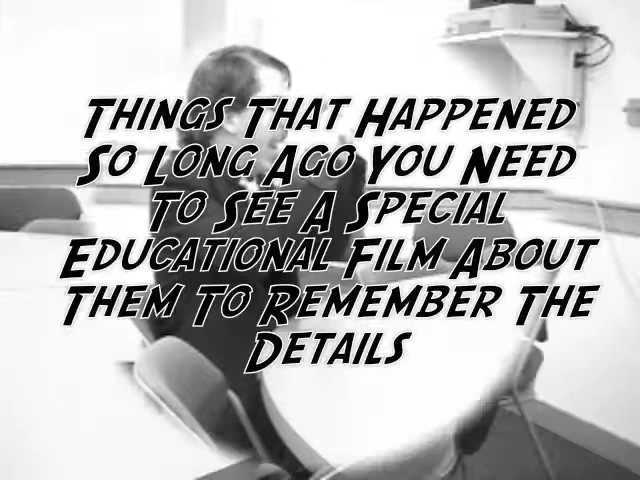 Things That Happened
So Long Ago You Need
To See A Special
Educational Film About
Them To Remember The
Details